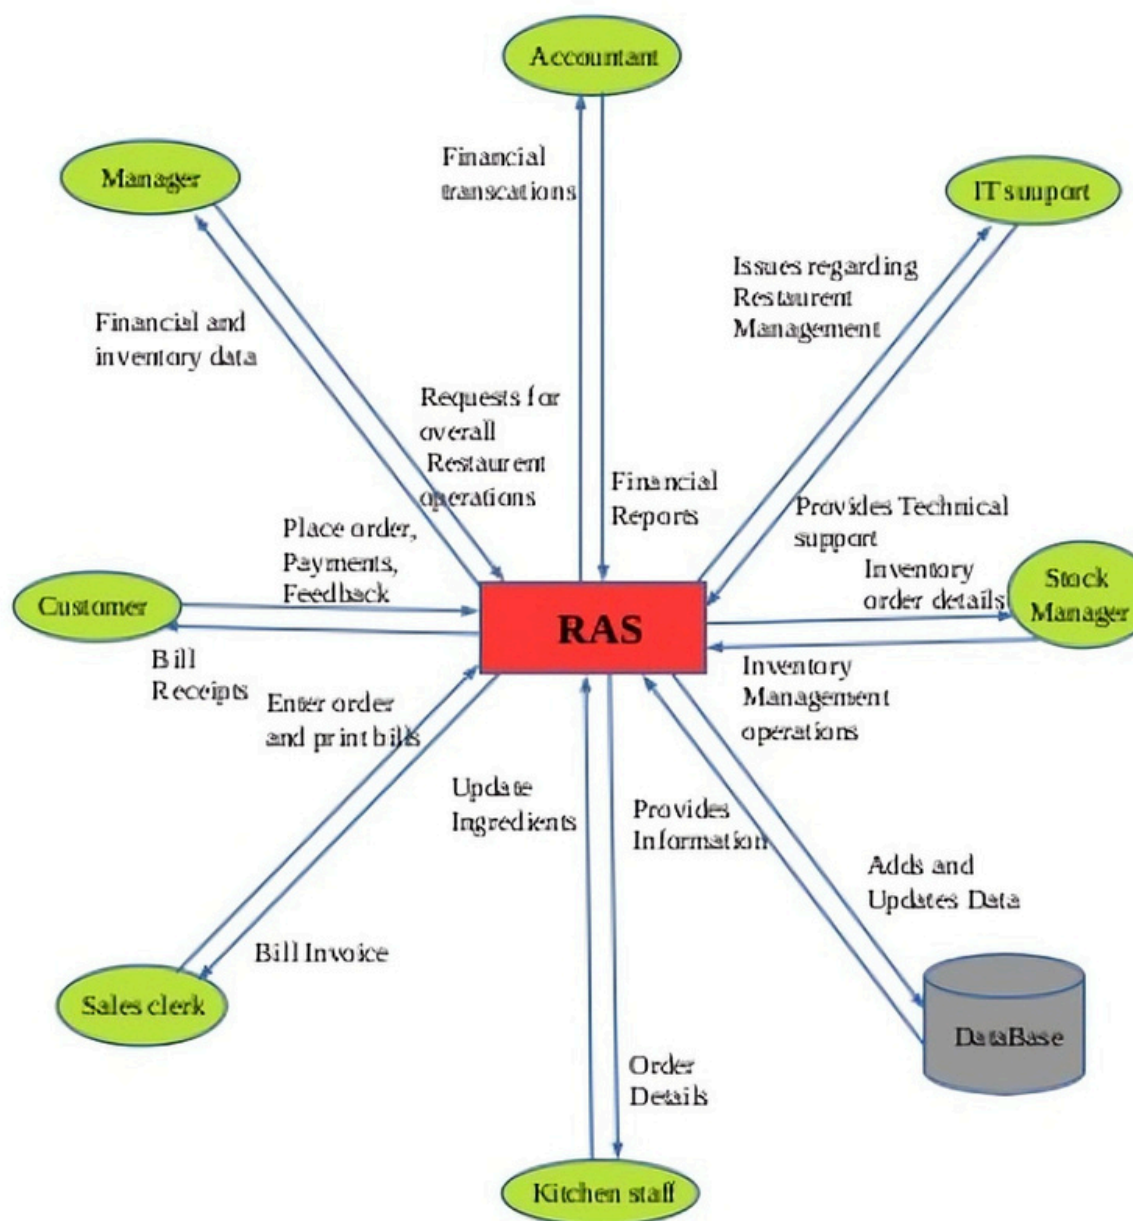 Accountant
Manager
IT suuport
Financial
transcations
Issues regarding
Restaurent
Management
Financial and
inventory data
Requests for
overall
Restaurent
operations
Financial
Reports
Provides Technical
support
Place order,
Payments,
Feedback
Inventory
order details
Stock
Manager
Customer
RAS
Bill
Receipts
Inventory
Management
operations
Enter order
and print bills
Update
Ingredients
Provides
Information
Adds and
Updates Data
Bill Invoice
Sales clerk
DataBase
Order
Details
Kitchen staff